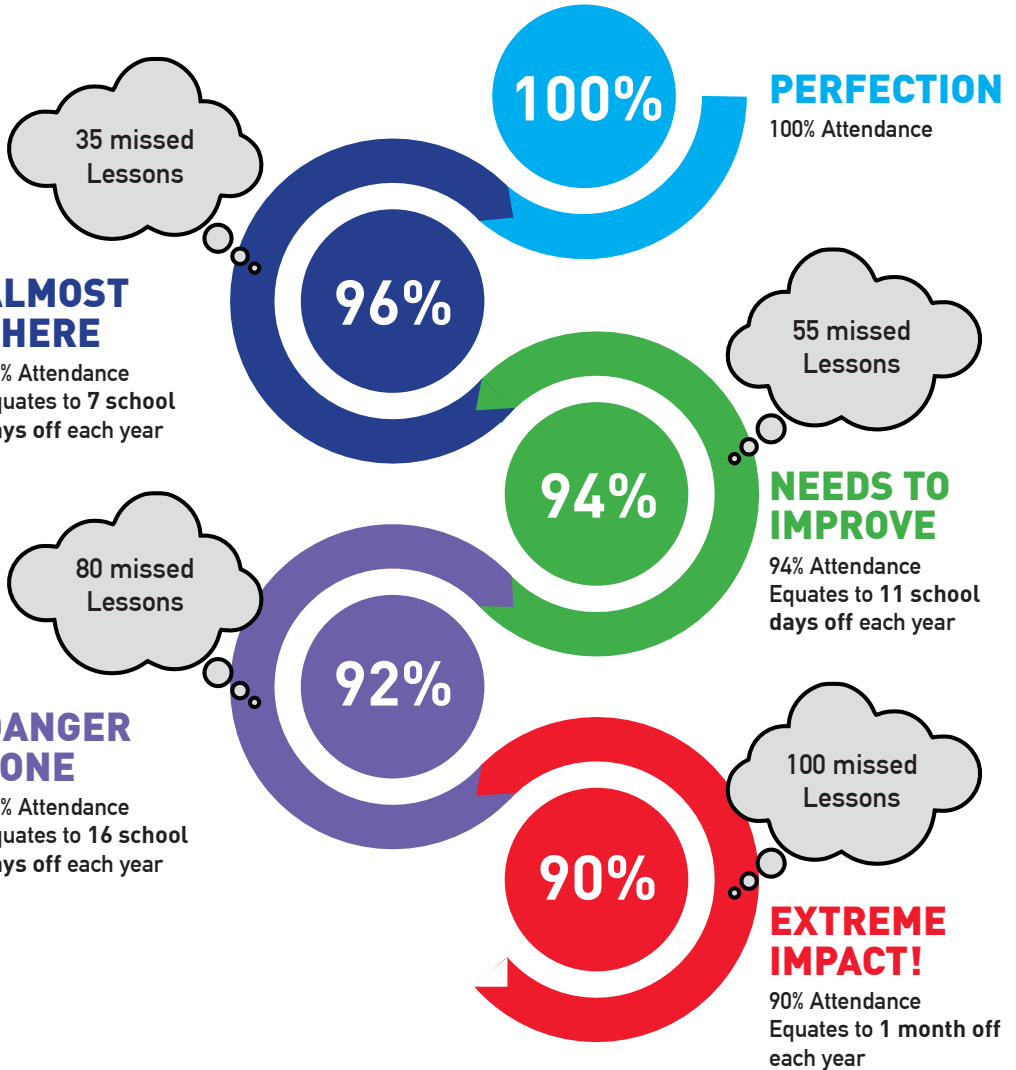 100%
PERFECTION
100% Attendance
35 missed
Lessons
96%
ALMOST
HERE
% Attendance
quates to 7 school
ys off each year
55 missed
Lessons
94%
NEEDS TO
IMPROVE
94% Attendance
Equates to 11 school
days off each year
80 missed
Lessons
92%
DANGER
ONE
% Attendance
quates to 16 school
ys off each year
100 missed
Lessons
90%
EXTREME
IMPACT!
90% Attendance
Equates to 1 month off
each year